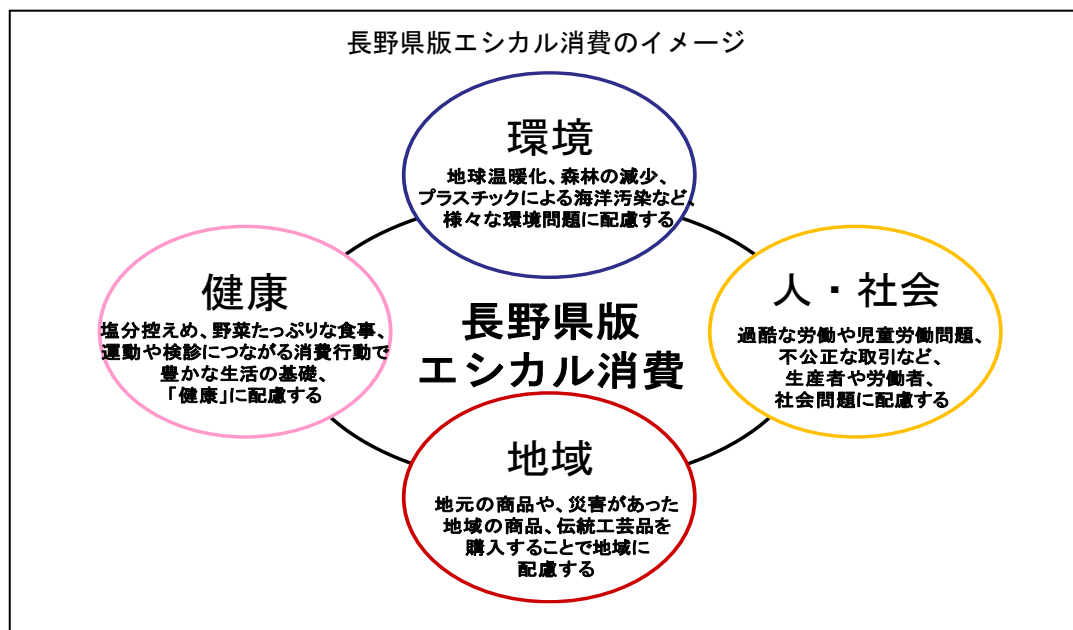 長野県版エシカル消費のイメージ
環境
地球温暖化、森林の減少、
プラスチックによる海洋汚染など、
様々な環境問題に配慮する
健康
塩分控えめ、野菜たっぷりな食事、
運動や検診につながる消費行動で
豊かな生活の基礎、
「健康」に配慮する
長野県版
エシカル消費
人・社会
過酷な労働や児童労働問題、
不公正な取引など、
生産者や労働者、
社会問題に配慮する
地域
地元の商品や、災害があった
地域の商品、伝統工芸品を
購入することで地域に
配慮する